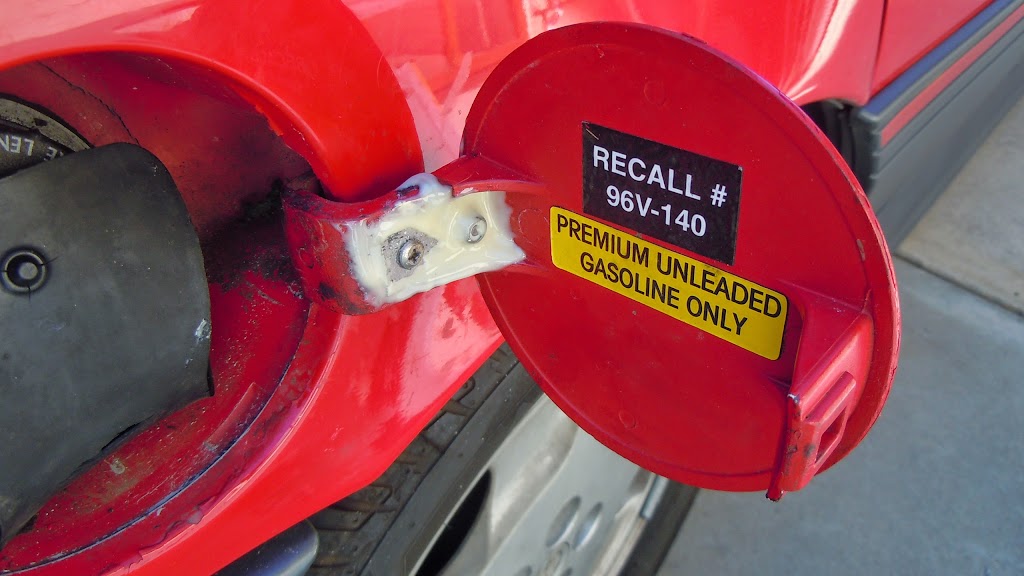 RECALL #
96V-140
PREMIUM UNLEADED
GASOLINE ONLY